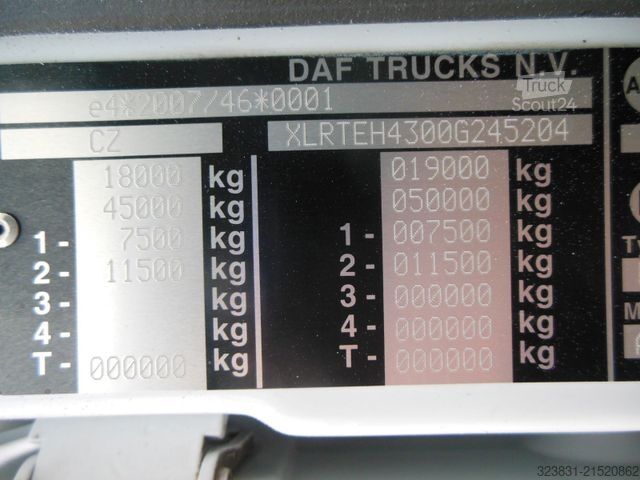 DAF TRUCKS N.V.
e4*2007/46*0001
Truck
Scout24
CZ XLRTEH4300G245204
18000 kg 019000 kg
45000 kg 050000 kg
1- 7500 kg 1- 007500 kg
2- 11500 kg 2- 011500 kg
3- kg 3- 000000 kg
4- kg 4- 000000 kg
T- 000000 kg T- 000000 kg
323831-21520862